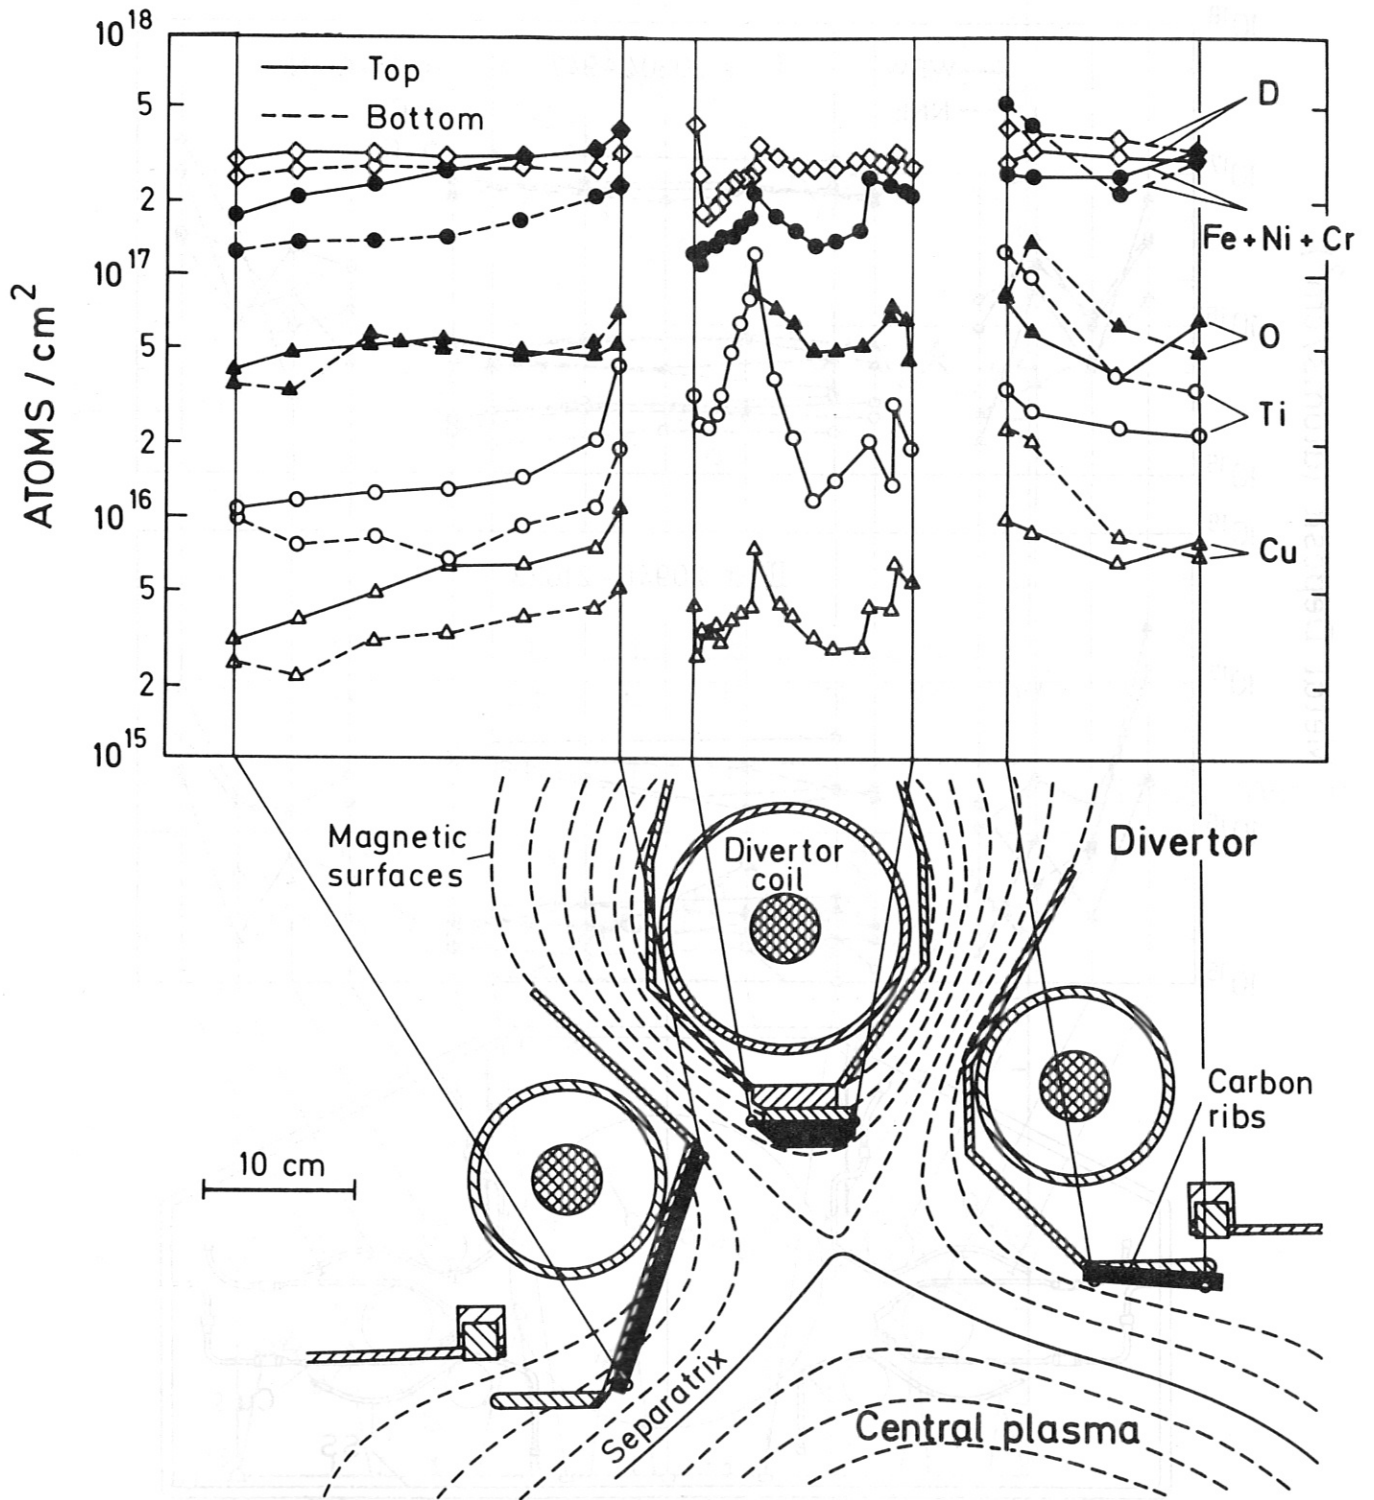 10^18
5
2
10^17
5
2
10^16
5
2
10^15
ATOMS / cm^2
Top
Bottom
D
Fe+Ni+Cr
O
Ti
Cu
Magnetic
surfaces
Divertor
coil
Divertor
Carbon
ribs
10 cm
Separatrix
Central plasma